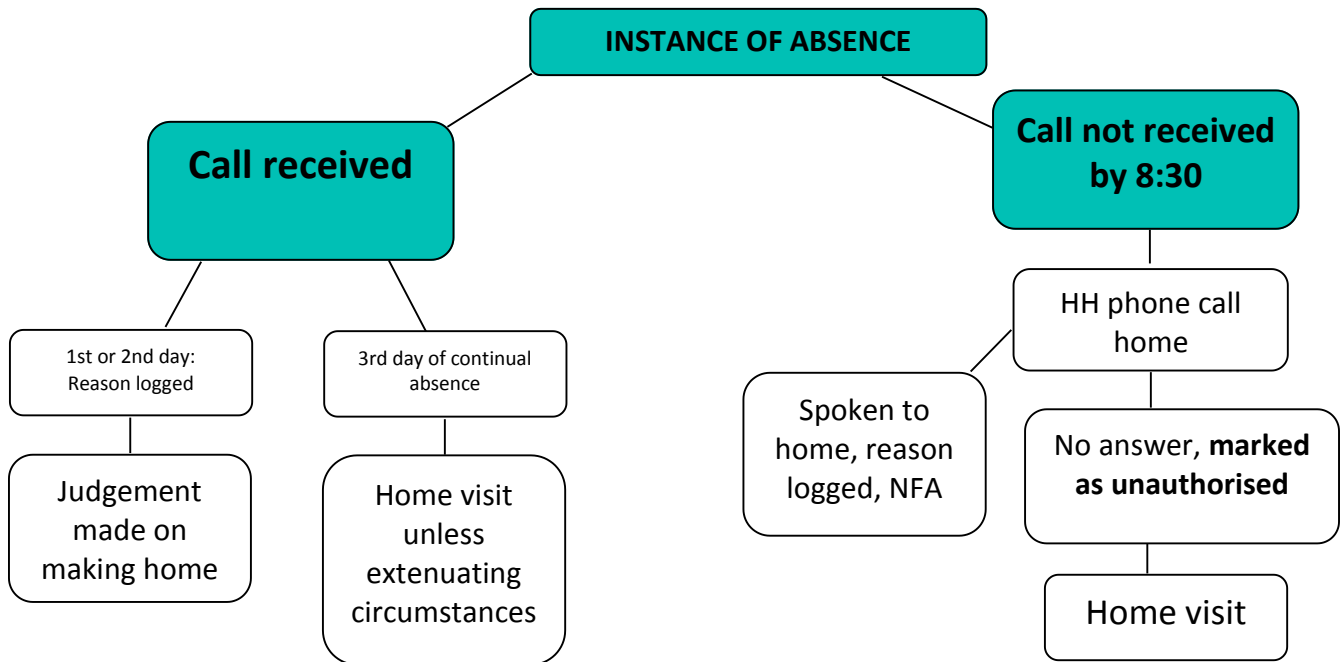 INSTANCE OF ABSENCE
Call received
Call not received
by 8:30
1st or 2nd day:
Reason logged
3rd day of continual
absence
HH phone call
home
Judgement
made on
making home
Home visit
unless
extenuating
circumstances
Spoken to
home, reason
logged, NFA
No answer, marked
as unauthorised
Home visit